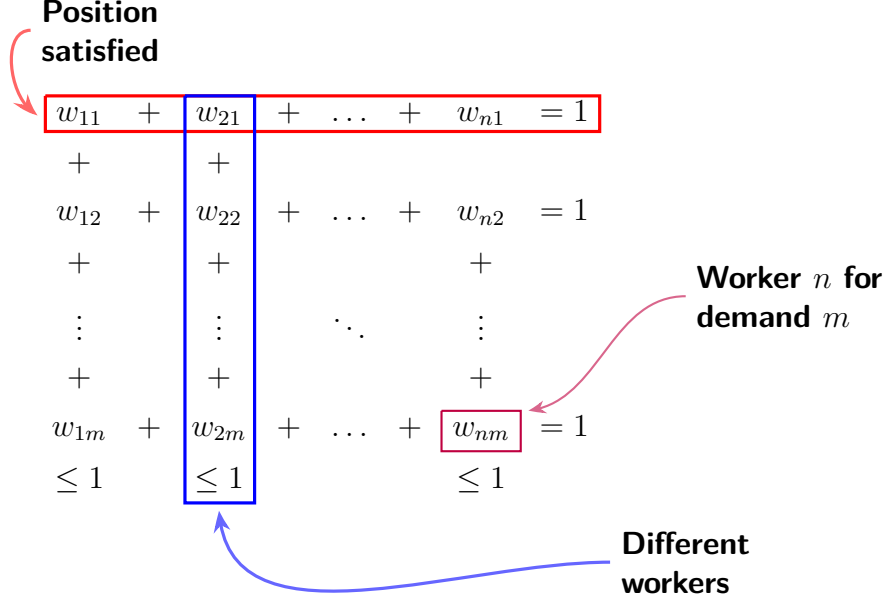 Position
satisfied
w₁₁ + w₂₁ + … + wₙ₁ = 1
+ +
w₁₂ + w₂₂ + … + wₙ₂ = 1
+ + +
⋮ ⋮ ⋱ ⋮
+ + +
w₁ₘ + w₂ₘ + … + wₙₘ = 1
≤ 1 ≤ 1 ≤ 1
Worker n for
demand m
Different
workers